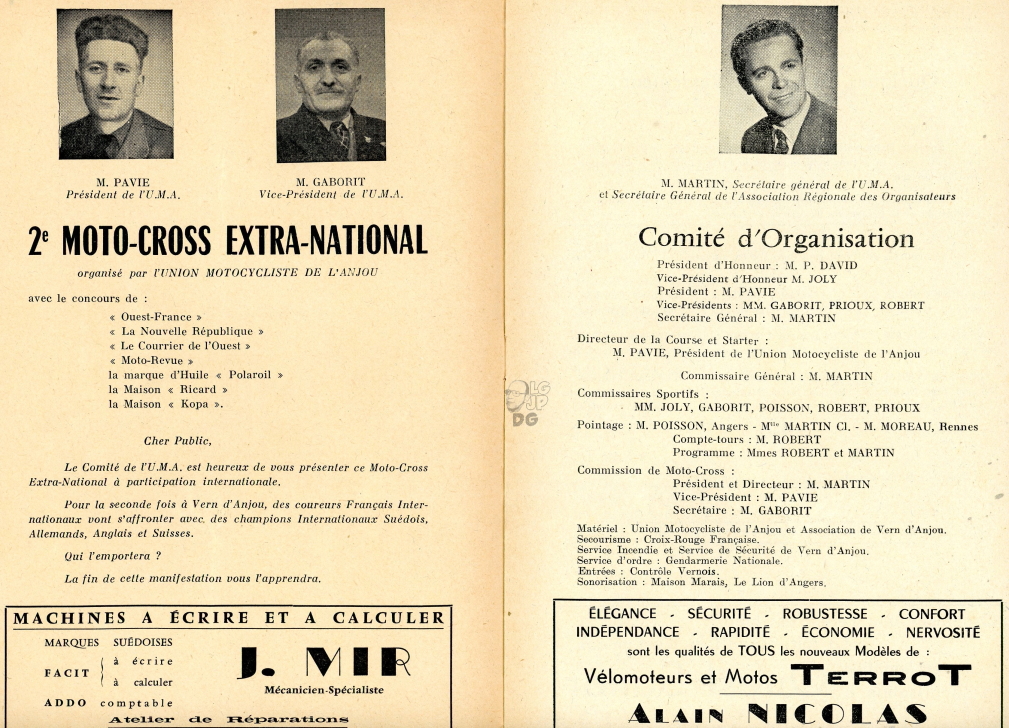 M. PAVIE
Président de l'U.M.A.
M. GABORIT
Vice-Président de l'U.M.A.
2e MOTO-CROSS EXTRA-NATIONAL
organisé par l'UNION MOTOCYCLISTE DE L'ANJOU
avec le concours de :
« Ouest-France »
« La Nouvelle République »
« Le Courrier de l'Ouest »
« Moto-Revue »
la marque d'Huile « Polaroil »
la Maison « Ricard »
la Maison « Kopa ».
Cher Public,
Le Comité de l'U.M.A. est heureux de vous présenter ce Moto-Cross
Extra-National à participation internationale.
Pour la seconde fois à Vern d'Anjou, des coureurs Français Inter-
nationaux vont s'affronter avec des champions Internationaux Suédois,
Allemands, Anglais et Suisses.
Qui l'emportera ?
La fin de cette manifestation vous l'apprendra.
MACHINES A ÉCRIRE ET A CALCULER
MARQUES SUÉDOISES
FACIT { à écrire
à calculer
ADDO comptable
J. MIR
Mécanicien-Spécialiste
Atelier de Réparations
M. MARTIN, Secrétaire général de l'U.M.A.
et Secrétaire Général de l'Association Régionale des Organisateurs
Comité d'Organisation
Président d'Honneur : M. P. DAVID
Vice-Président d'Honneur M. JOLY
Président : M. PAVIE
Vice-Présidents : MM. GABORIT, PRIOUX, ROBERT
Secrétaire Général : M. MARTIN
Directeur de la Course et Starter :
M. PAVIE, Président de l'Union Motocycliste de l'Anjou
Commissaire Général : M. MARTIN
Commissaires Sportifs :
MM. JOLY, GABORIT, POISSON, ROBERT, PRIOUX
Pointage : M. POISSON, Angers - Mlle MARTIN Cl. - M. MOREAU, Rennes
Compte-tours : M. ROBERT
Programme : Mmes ROBERT et MARTIN
Commission de Moto-Cross :
Président et Directeur : M. MARTIN
Vice-Président : M. PAVIE
Secrétaire : M. GABORIT
Matériel : Union Motocycliste de l'Anjou et Association de Vern d'Anjou.
Secourisme : Croix-Rouge Française.
Service Incendie et Service de Sécurité de Vern d'Anjou.
Service d'ordre : Gendarmerie Nationale.
Entrées : Contrôle Vernois.
Sonorisation : Maison Marais, Le Lion d'Angers.
ÉLÉGANCE - SÉCURITÉ - ROBUSTESSE - CONFORT
INDÉPENDANCE - RAPIDITÉ - ÉCONOMIE - NERVOSITÉ
sont les qualités de TOUS les nouveaux Modèles de :
Vélomoteurs et Motos TERROT
ALAIN NICOLAS
LG
JP
DG